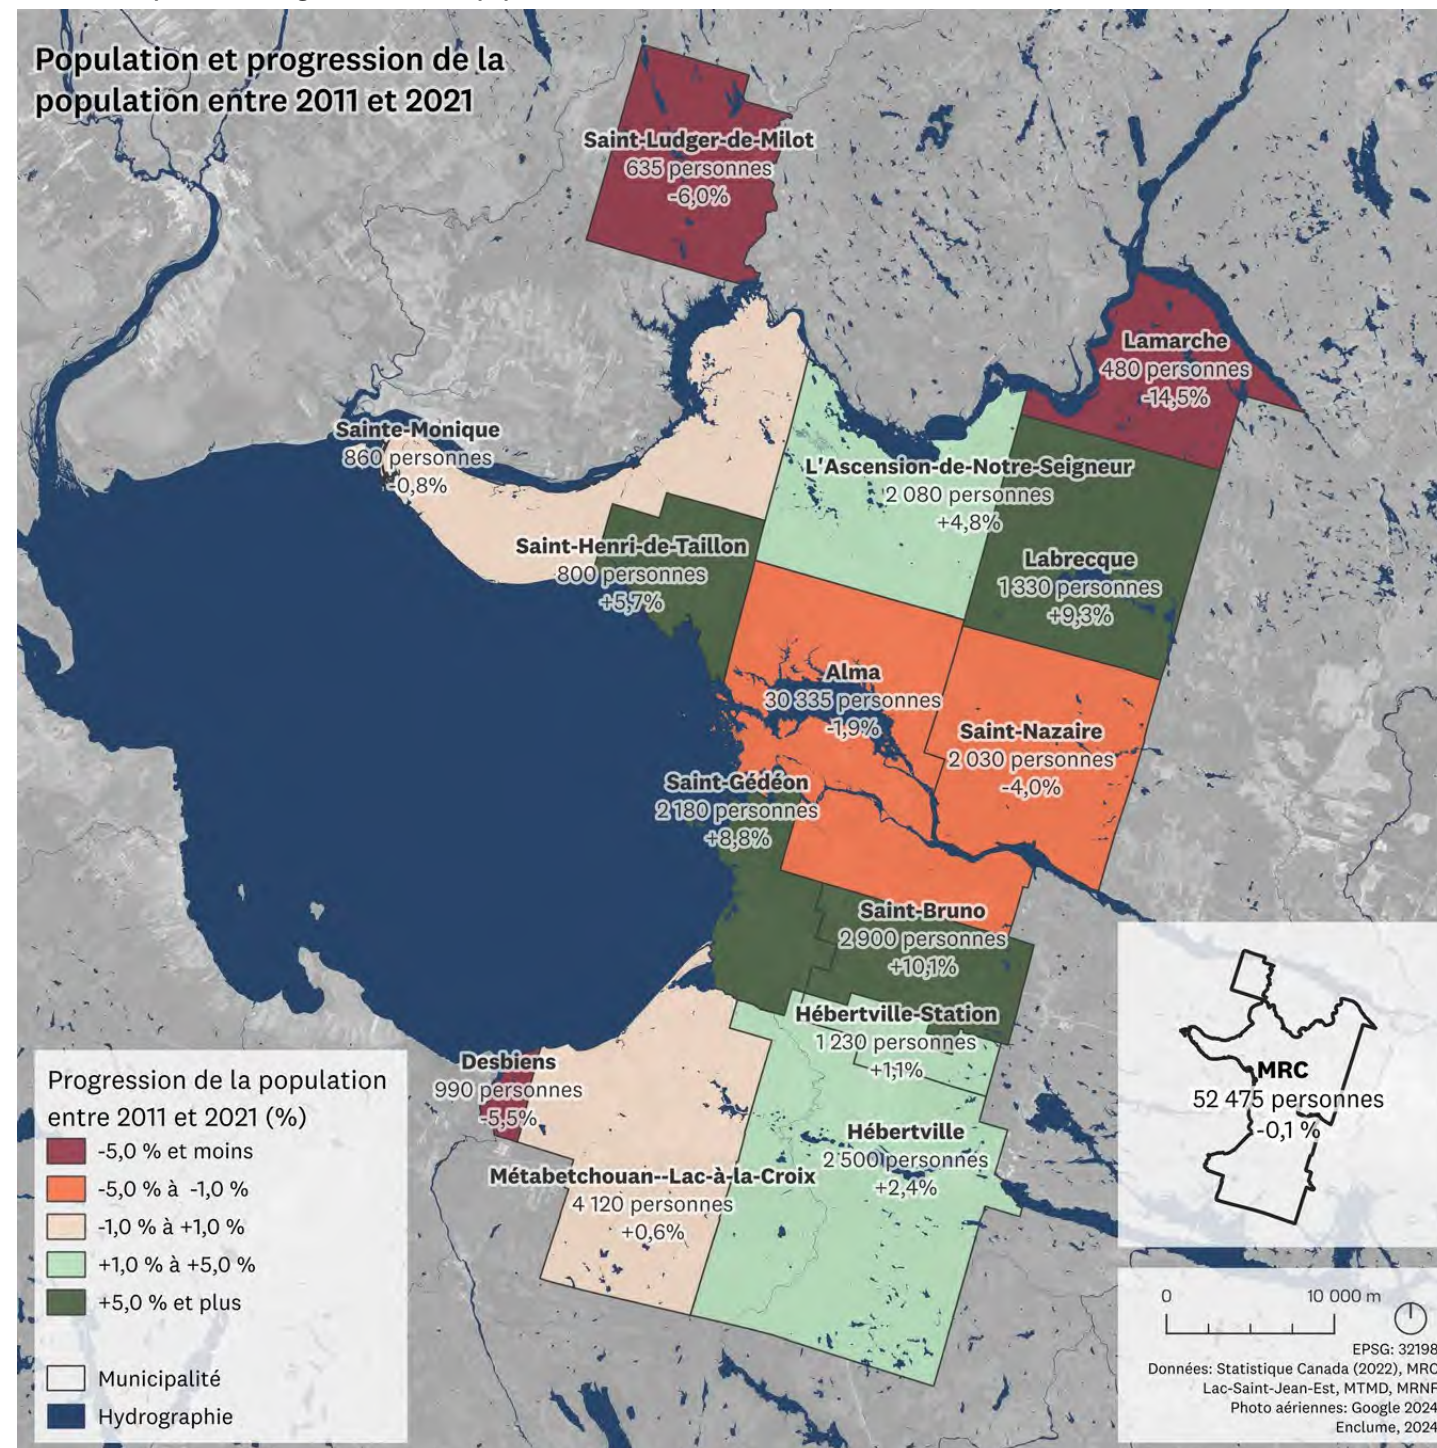 Population et progression de la
population entre 2011 et 2021
Saint-Ludger-de-Milot
635 personnes
-6,0%
Lamarche
480 personnes
-14,5%
Sainte-Monique
860 personnes
-0,8%
L'Ascension-de-Notre-Seigneur
2 080 personnes
+4,8%
Saint-Henri-de-Taillon
800 personnes
+5,7%
Labrecque
1 330 personnes
+9,3%
Alma
30 335 personnes
-1,9%
Saint-Nazaire
2 030 personnes
-4,0%
Saint-Gédéon
2 180 personnes
+8,8%
Saint-Bruno
2 900 personnes
+10,1%
Hébertville-Station
1 230 personnes
+1,1%
Desbiens
990 personnes
-5,5%
Hébertville
2 500 personnes
+2,4%
Métabetchouan--Lac-à-la-Croix
4 120 personnes
+0,6%
MRC
52 475 personnes
-0,1 %
Progression de la population
entre 2011 et 2021 (%)
-5,0 % et moins
-5,0 % à -1,0 %
-1,0 % à +1,0 %
+1,0 % à +5,0 %
+5,0 % et plus
Municipalité
Hydrographie
0 10 000 m
EPSG: 32198
Données: Statistique Canada (2022), MRC
Lac-Saint-Jean-Est, MTMD, MRNF
Photo aériennes: Google 2024
Enclume, 2024